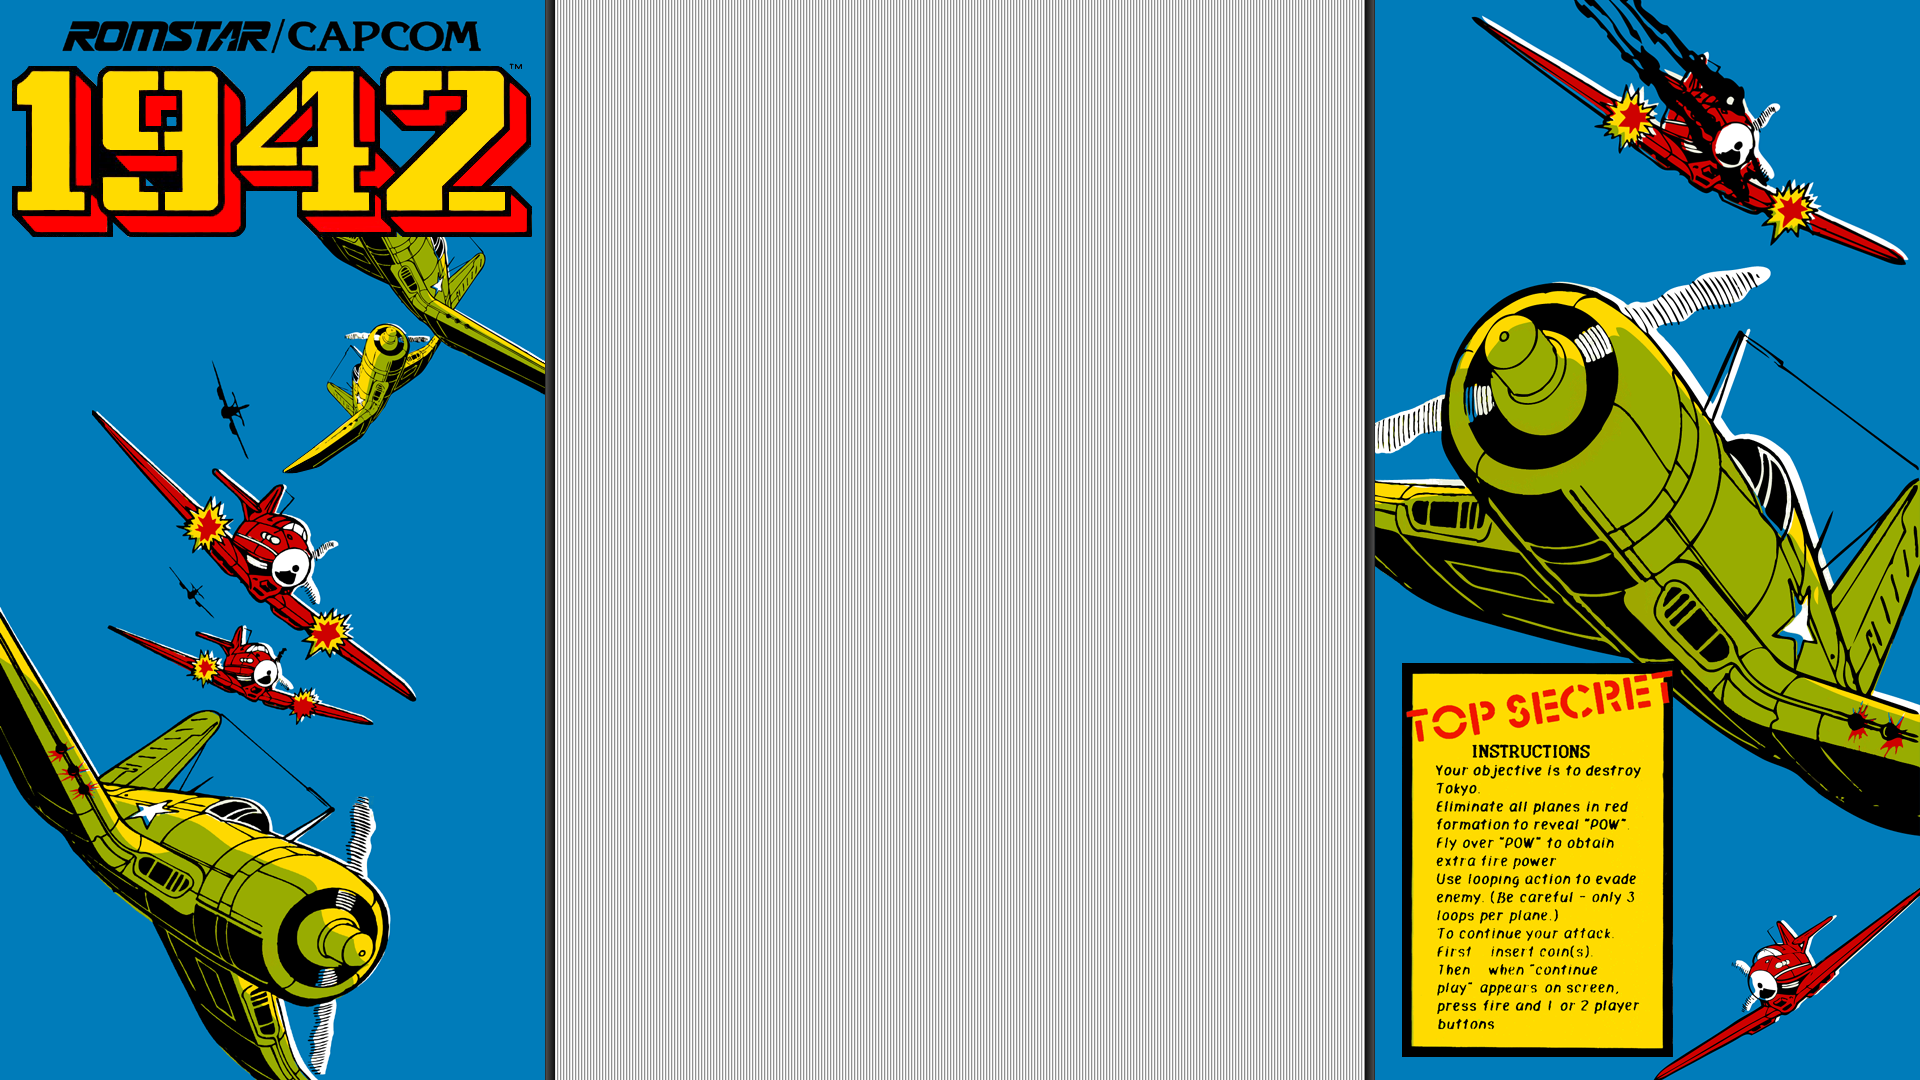 ROMSTAR/CAPCOM
1942™
TOP SECRET
INSTRUCTIONS
Your objective is to destroy
Tokyo.
Eliminate all planes in red
formation to reveal "POW".
Fly over "POW" to obtain
extra fire power
Use looping action to evade
enemy. (Be careful - only 3
loops per plane.)
To continue your attack.
First insert coin(s).
Then when "continue
play" appears on screen,
press fire and 1 or 2 player
buttons